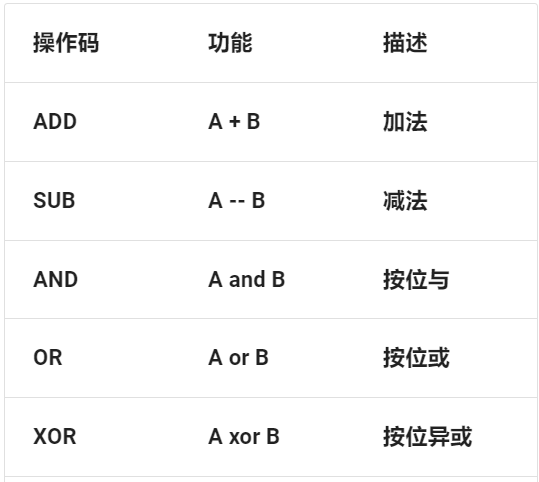 操作码 功能 描述
ADD A + B 加法
SUB A -- B 减法
AND A and B 按位与
OR A or B 按位或
XOR A xor B 按位异或